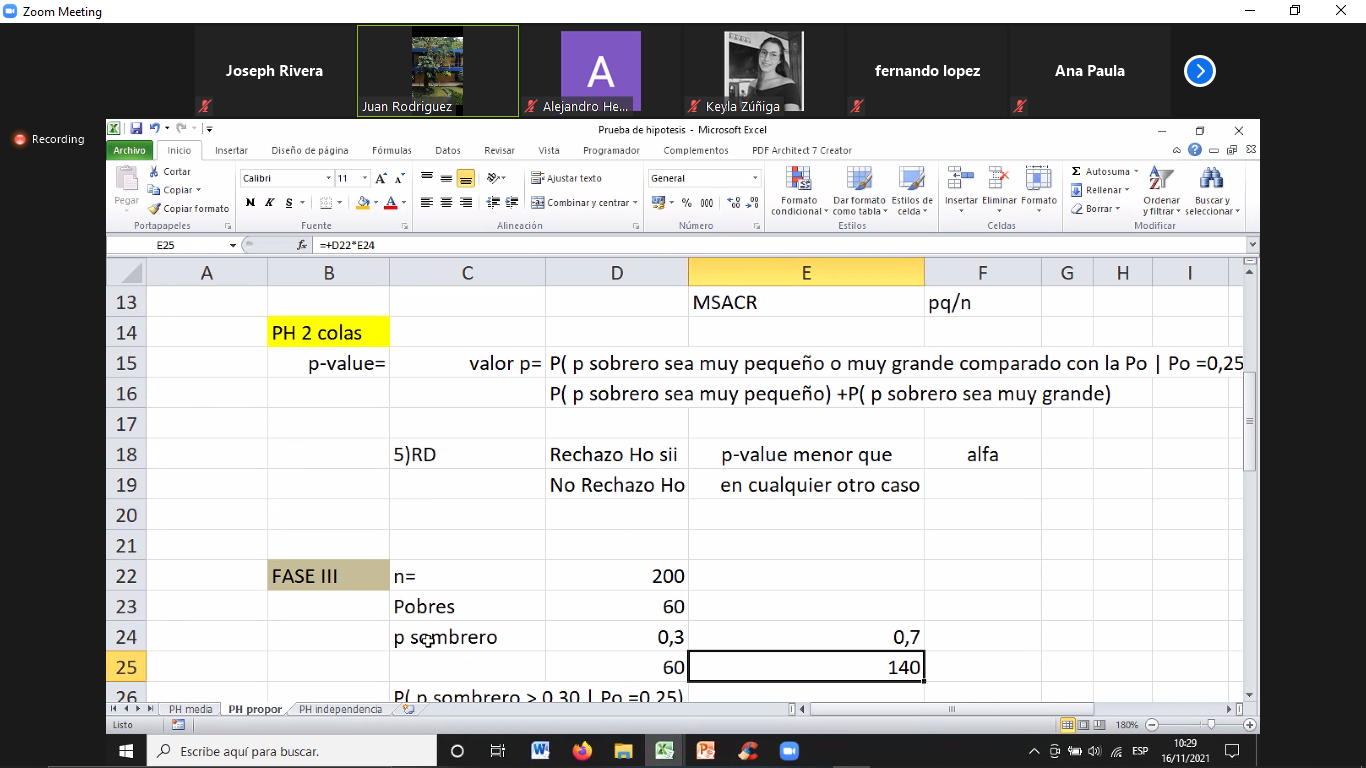 Zoom Meeting
Joseph Rivera
Juan Rodriguez
A
Alejandro He...
Keyla Zúñiga
fernando lopez
Ana Paula
Recording
Prueba de hipotesis - Microsoft Excel
Archivo Inicio Insertar Diseño de página Fórmulas Datos Revisar Vista Programador Complementos PDF Architect 7 Creator
Pegar
Cortar
Copiar
Copiar formato
Portapapeles
Calibri 11
N K S
Fuente
Ajustar texto
Combinar y centrar
Alineación
General
% 000
Número
Formato condicional
Dar formato como tabla
Estilos de celda
Estilos
Insertar Eliminar Formato
Celdas
Σ Autosuma
Rellenar
Borrar
Ordenar y filtrar
Buscar y seleccionar
Modificar
E25 fx =+D22*E24
A B C D E F G H I
13 MSACR pq/n
14 PH 2 colas
15 p-value= valor p= P( p sobrero sea muy pequeño o muy grande comparado con la Po | Po =0,25
16 P( p sobrero sea muy pequeño) +P( p sobrero sea muy grande)
17
18 5)RD Rechazo Ho sii p-value menor que alfa
19 No Rechazo Ho en cualquier otro caso
20
21
22 FASE III n= 200
23 Pobres 60
24 p sombrero 0,3 0,7
25 60 140
26 P( p sombrero > 0,30 | Po =0,25)
PH media PH propor PH independencia
Listo 180%
Escribe aquí para buscar.
ESP
10:29
16/11/2021